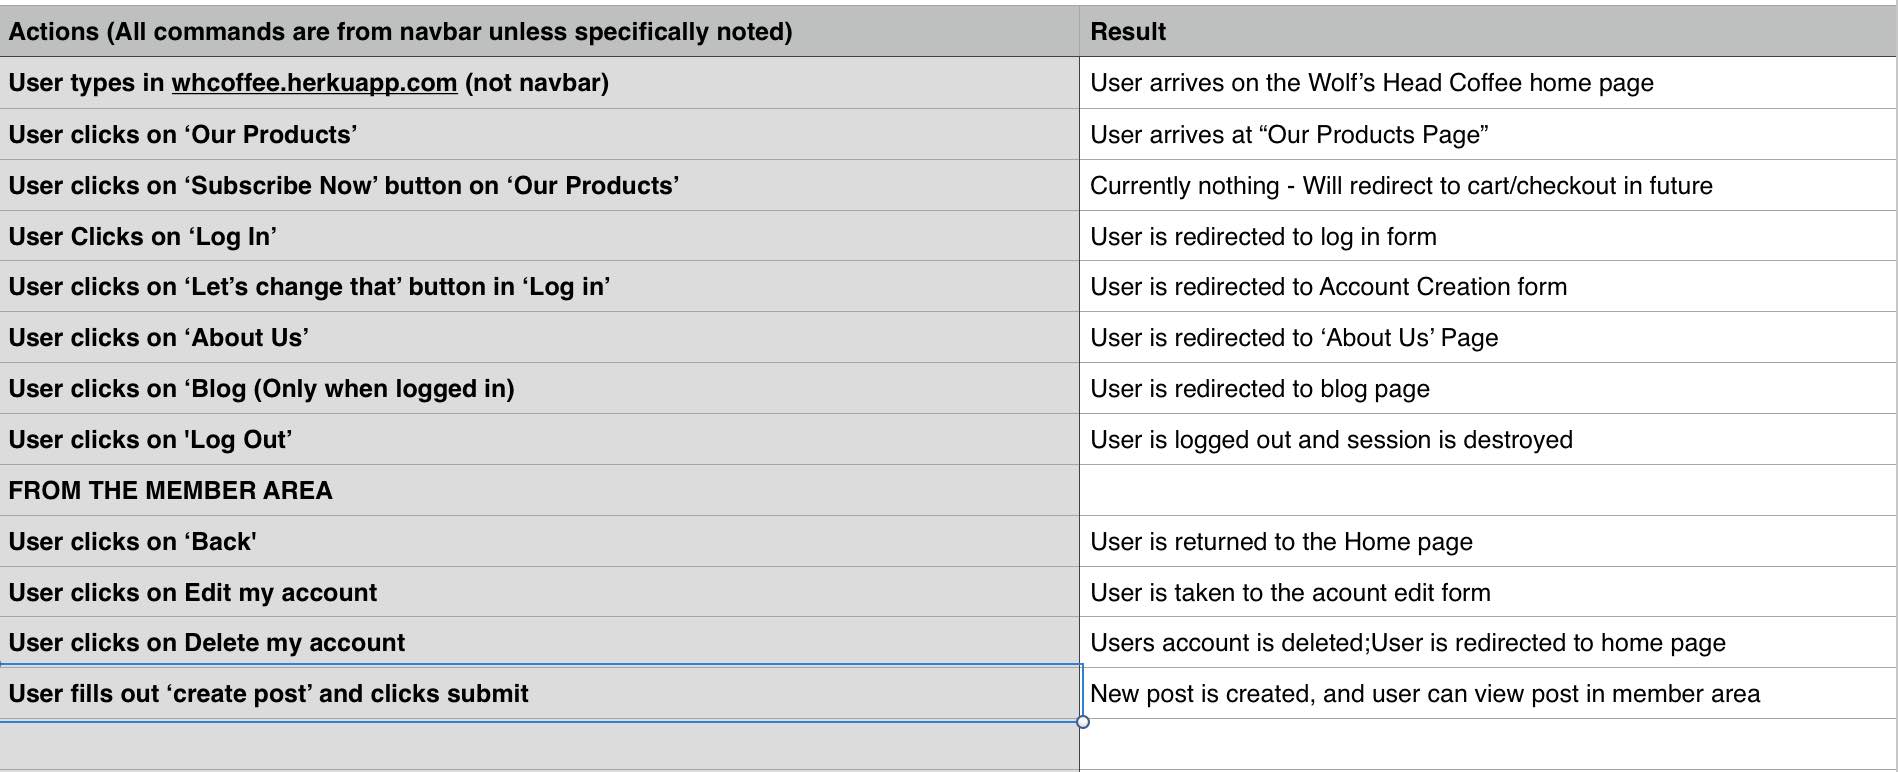 Actions (All commands are from navbar unless specifically noted) Result
User types in whcoffee.herkuapp.com (not navbar) User arrives on the Wolf’s Head Coffee home page
User clicks on ‘Our Products’ User arrives at “Our Products Page”
User clicks on ‘Subscribe Now’ button on ‘Our Products’ Currently nothing - Will redirect to cart/checkout in future
User Clicks on ‘Log In’ User is redirected to log in form
User clicks on ‘Let’s change that’ button in ‘Log in’ User is redirected to Account Creation form
User clicks on ‘About Us’ User is redirected to ‘About Us’ Page
User clicks on ‘Blog (Only when logged in) User is redirected to blog page
User clicks on 'Log Out’ User is logged out and session is destroyed
FROM THE MEMBER AREA
User clicks on ‘Back' User is returned to the Home page
User clicks on Edit my account User is taken to the acount edit form
User clicks on Delete my account Users account is deleted;User is redirected to home page
User fills out ‘create post’ and clicks submit New post is created, and user can view post in member area